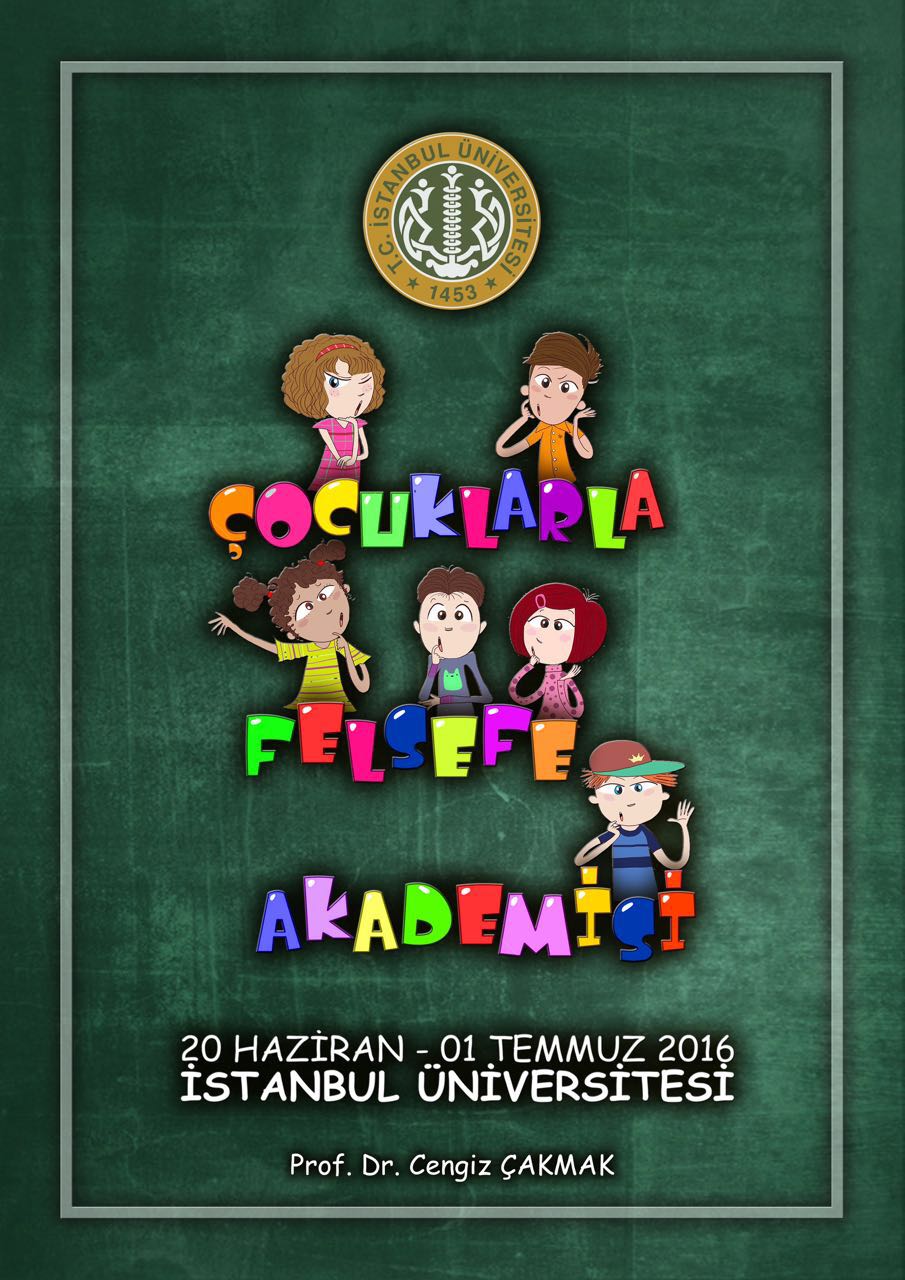 T.C. İSTANBUL ÜNİVERSİTESİ
1453
ÇOCUKLARLA
FELSEFE
AKADEMİŞİ
20 HAZİRAN - 01 TEMMUZ 2016
İSTANBUL ÜNİVERSİTESİ
Prof. Dr. Cengiz ÇAKMAK